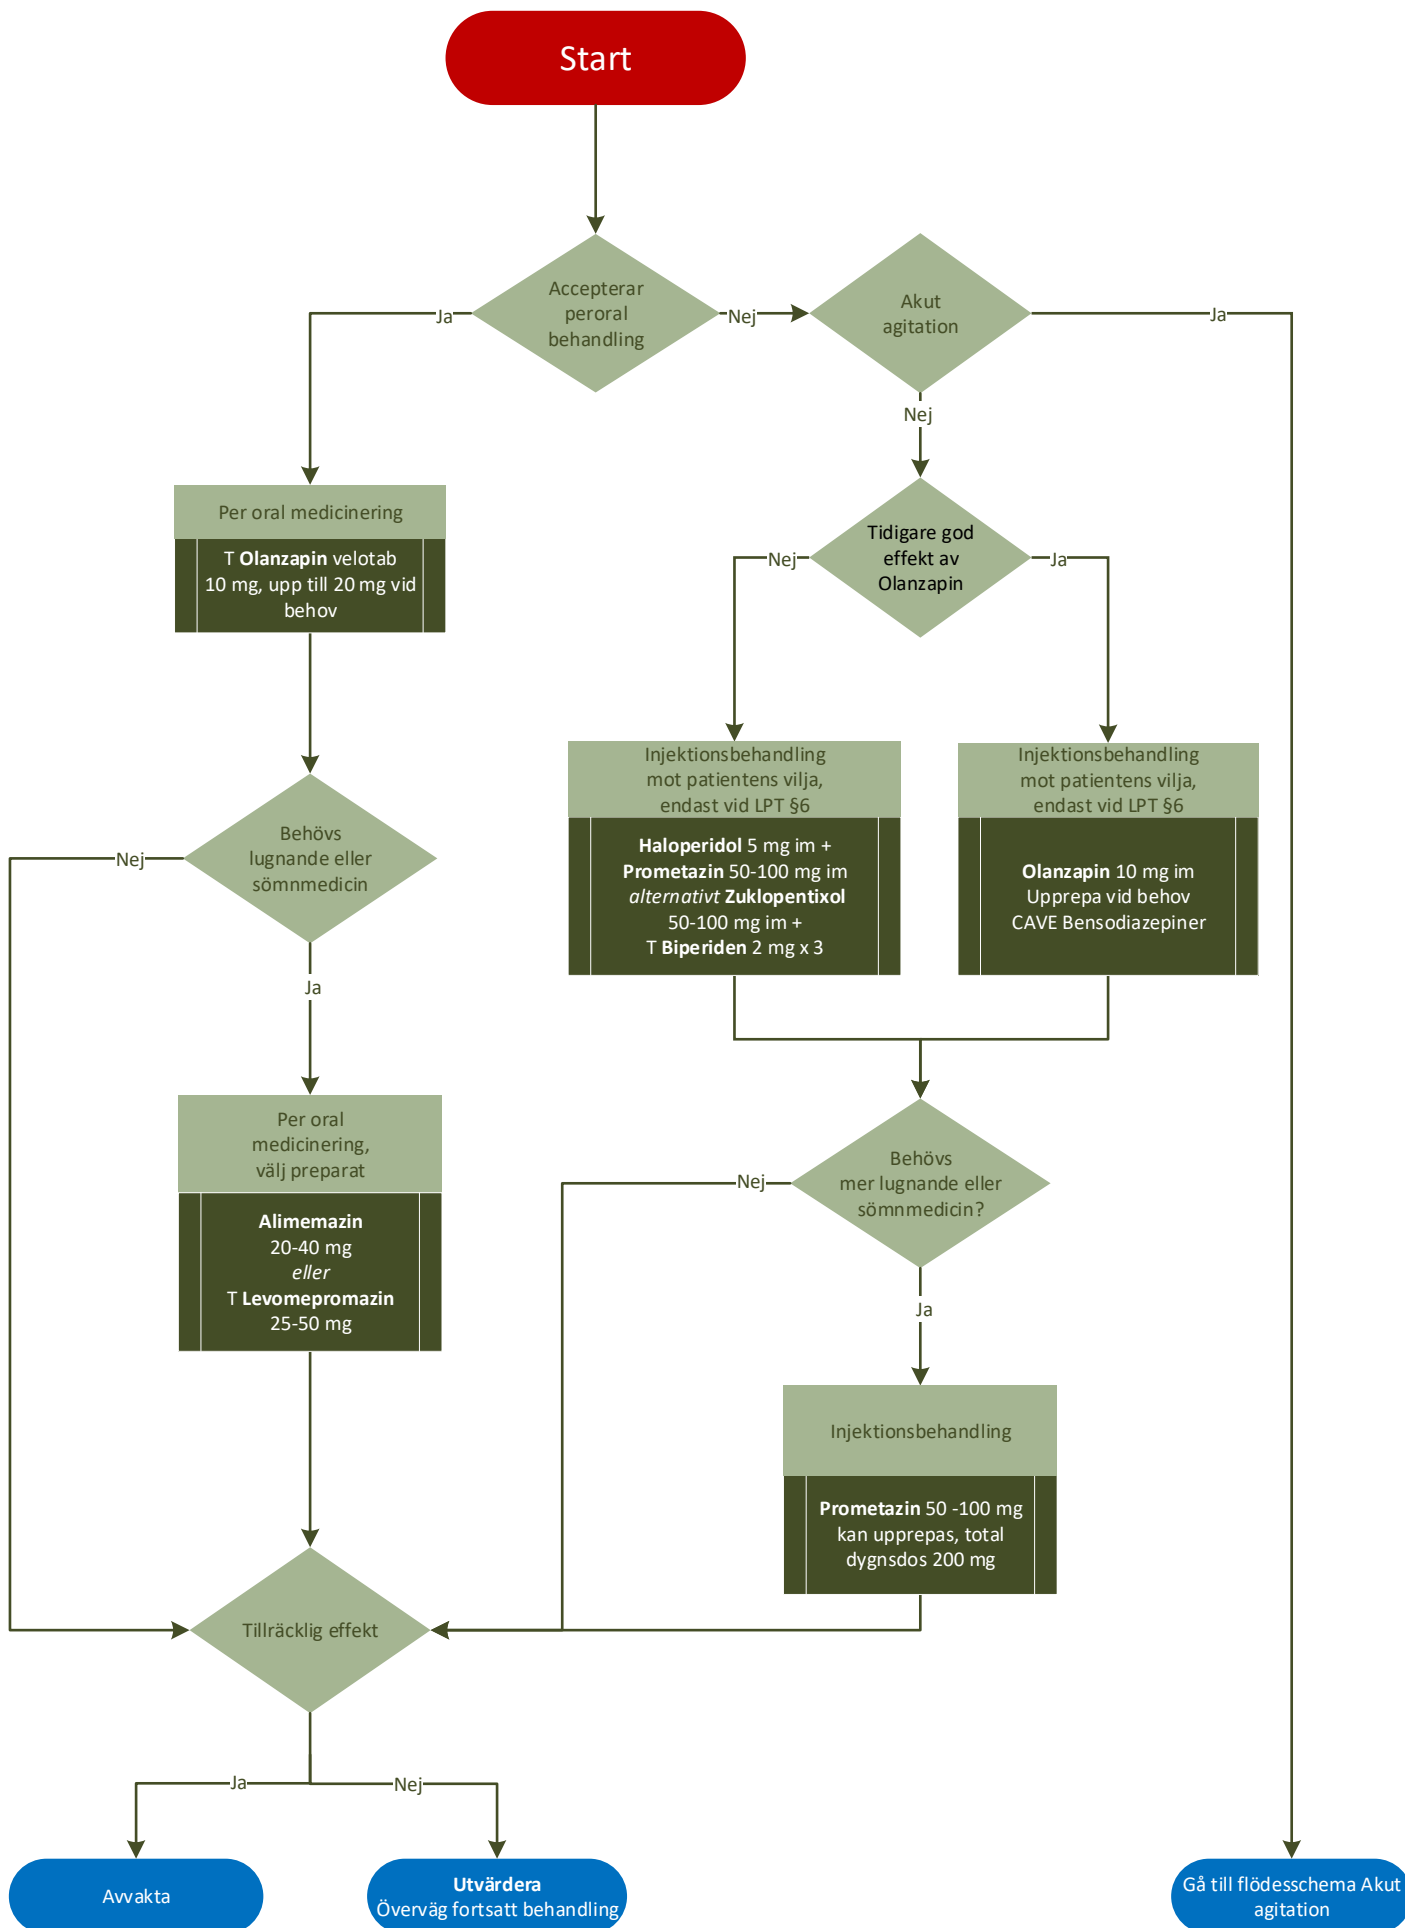 Start
Accepterar
peroral
behandling
Ja
Nej
Akut
agitation
Ja
Nej
Per oral medicinering
T Olanzapin velotab
10 mg, upp till 20 mg vid
behov
Tidigare god
effekt av
Olanzapin
Nej
Ja
Injektionsbehandling
mot patientens vilja,
endast vid LPT §6
Haloperidol 5 mg im +
Prometazin 50-100 mg im
alternativt Zuklopentixol
50-100 mg im +
T Biperiden 2 mg x 3
Injektionsbehandling
mot patientens vilja,
endast vid LPT §6
Olanzapin 10 mg im
Upprepa vid behov
CAVE Bensodiazepiner
Behövs
lugnande eller
sömnmedicin
Nej
Ja
Per oral
medicinering,
välj preparat
Alimemazin
20-40 mg
eller
T Levomepromazin
25-50 mg
Behövs
mer lugnande eller
sömnmedicin?
Nej
Ja
Injektionsbehandling
Prometazin 50 -100 mg
kan upprepas, total
dygnsdos 200 mg
Tillräcklig effekt
Ja
Nej
Avvakta
Utvärdera
Överväg fortsatt behandling
Gå till flödesschema Akut
agitation